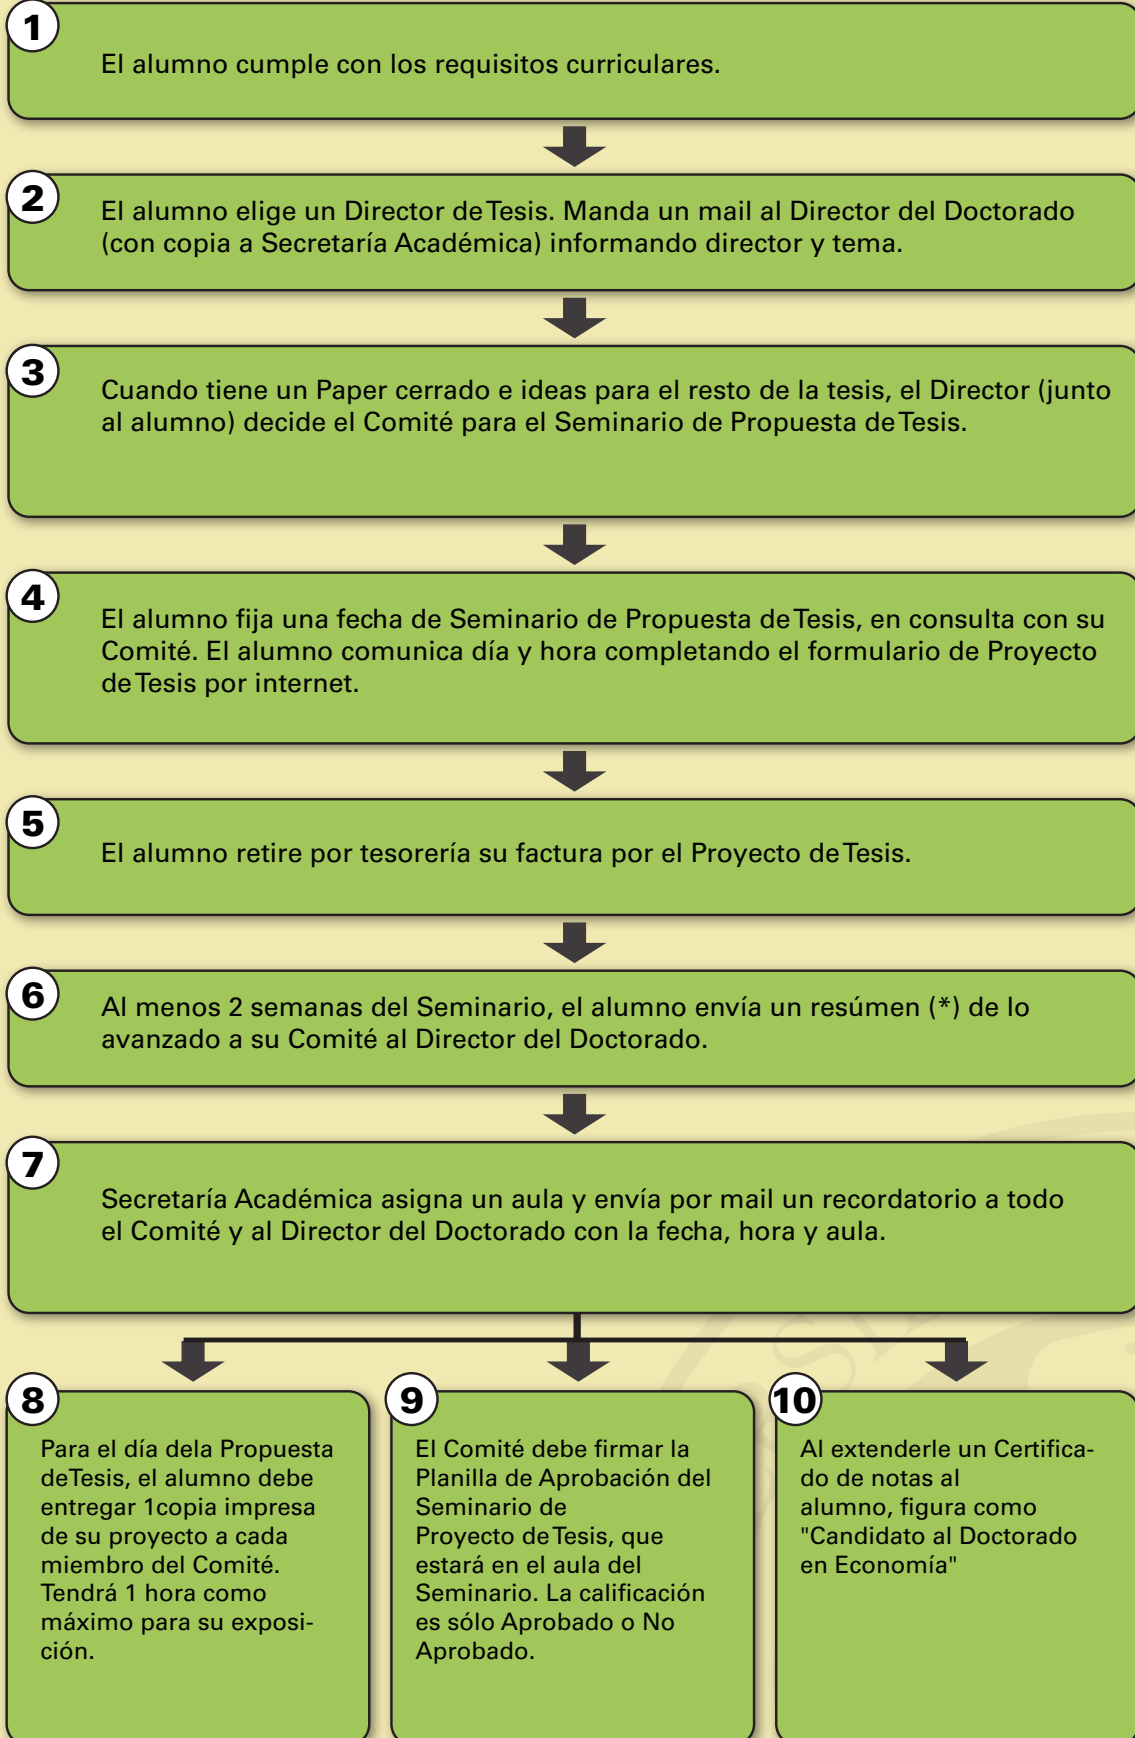 1
El alumno cumple con los requisitos curriculares.
2
El alumno elige un Director de Tesis. Manda un mail al Director del Doctorado
(con copia a Secretaría Académica) informando director y tema.
3
Cuando tiene un Paper cerrado e ideas para el resto de la tesis, el Director (junto
al alumno) decide el Comité para el Seminario de Propuesta de Tesis.
4
El alumno fija una fecha de Seminario de Propuesta de Tesis, en consulta con su
Comité. El alumno comunica día y hora completando el formulario de Proyecto
de Tesis por internet.
5
El alumno retire por tesorería su factura por el Proyecto de Tesis.
6
Al menos 2 semanas del Seminario, el alumno envía un resúmen (*) de lo
avanzado a su Comité al Director del Doctorado.
7
Secretaría Académica asigna un aula y envía por mail un recordatorio a todo
el Comité y al Director del Doctorado con la fecha, hora y aula.
8
Para el día dela Propuesta
deTesis, el alumno debe
entregar 1copia impresa
de su proyecto a cada
miembro del Comité.
Tendrá 1 hora como
máximo para su exposi-
ción.
9
El Comité debe firmar la
Planilla de Aprobación del
Seminario de
Proyecto de Tesis, que
estará en el aula del
Seminario. La calificación
es sólo Aprobado o No
Aprobado.
10
Al extenderle un Certifica-
do de notas al
alumno, figura como
"Candidato al Doctorado
en Economía"